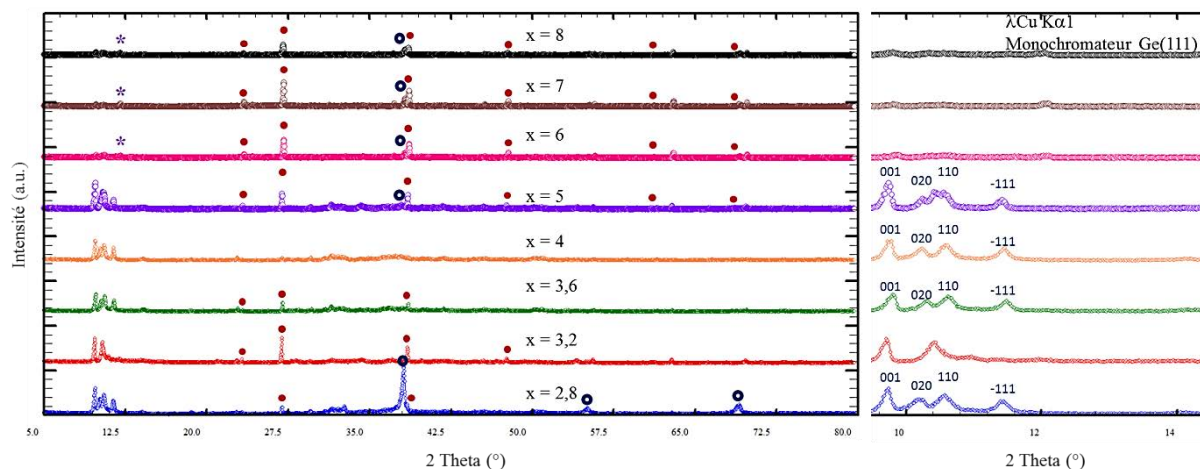 λCu Kα1
Monochromateur Ge(111)
x = 8
x = 7
x = 6
x = 5
x = 4
x = 3,6
x = 3,2
x = 2,8
* 
*
*
001 020 110 -111
001 020 110 -111
001 020 110 -111
001 020 110 -111
Intensité (a.u.)
5.0 12.5 20.0 27.5 35.0 42.5 50.0 57.5 65.0 72.5 80.0
10 12 14
2 Theta (°)
2 Theta (°)